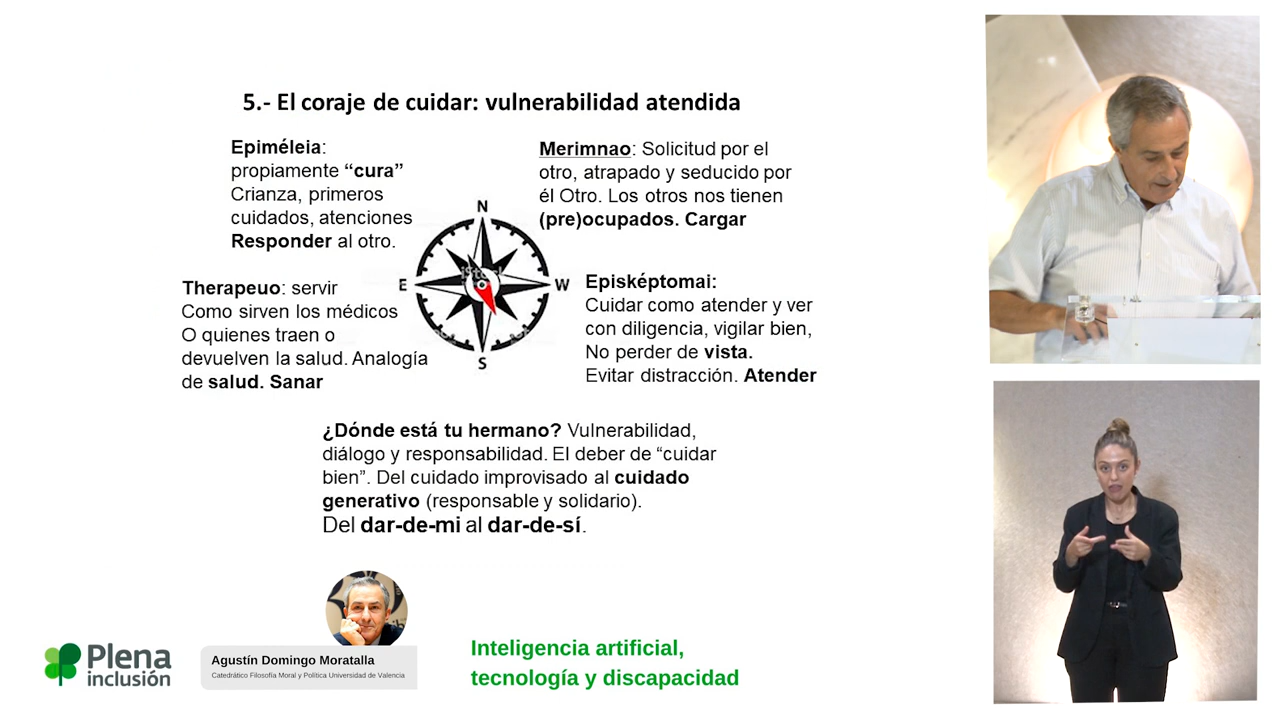 5.- El coraje de cuidar: vulnerabilidad atendida
Epiméleia:
propiamente “cura”
Crianza, primeros
cuidados, atenciones
Responder al otro.
Merimnao: Solicitud por el
otro, atrapado y seducido por
él Otro. Los otros nos tienen
(pre)ocupados. Cargar
N
E
W
S
Therapeuo: servir
Como sirven los médicos
O quienes traen o
devuelven la salud. Analogía
de salud. Sanar
Episképtomai:
Cuidar como atender y ver
con diligencia, vigilar bien,
No perder de vista.
Evitar distracción. Atender
¿Dónde está tu hermano? Vulnerabilidad,
diálogo y responsabilidad. El deber de “cuidar
bien”. Del cuidado improvisado al cuidado
generativo (responsable y solidario).
Del dar-de-mi al dar-de-sí.
Plena
inclusión
Agustín Domingo Moratalla
Catedrático Filosofía Moral y Política Universidad de Valencia
Inteligencia artificial,
tecnología y discapacidad